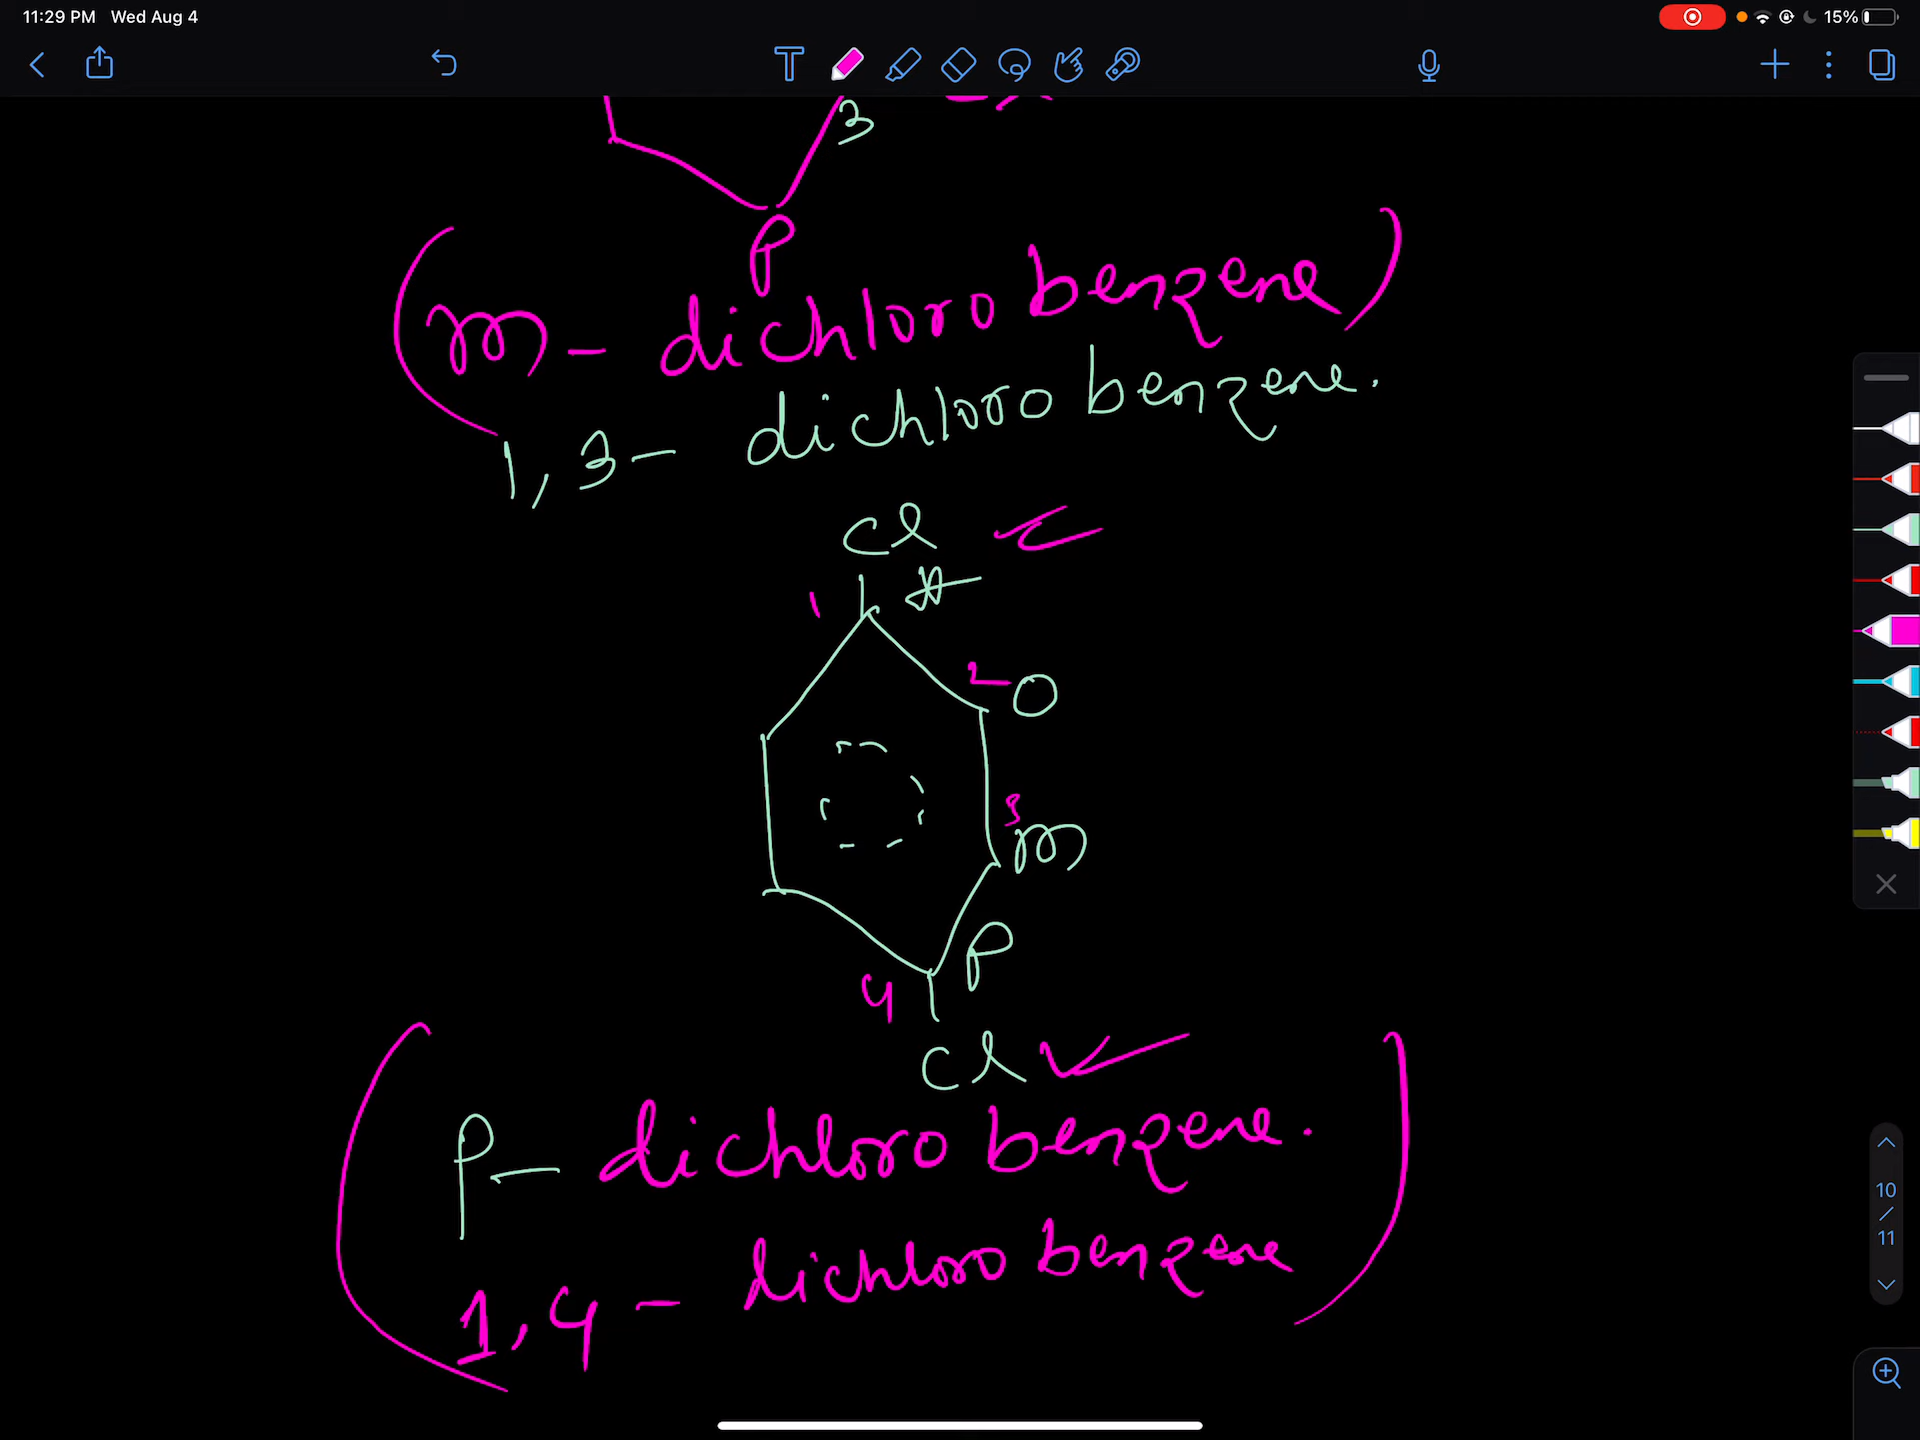 11:29 PM Wed Aug 4
15%
T
3
P
(m- dichloro benzene)
1, 3- dichloro benzene.
Cl
1
2 O
3
m
P
4
Cl
P- dichloro benzene.
1, 4 - dichloro benzene
10
/
11